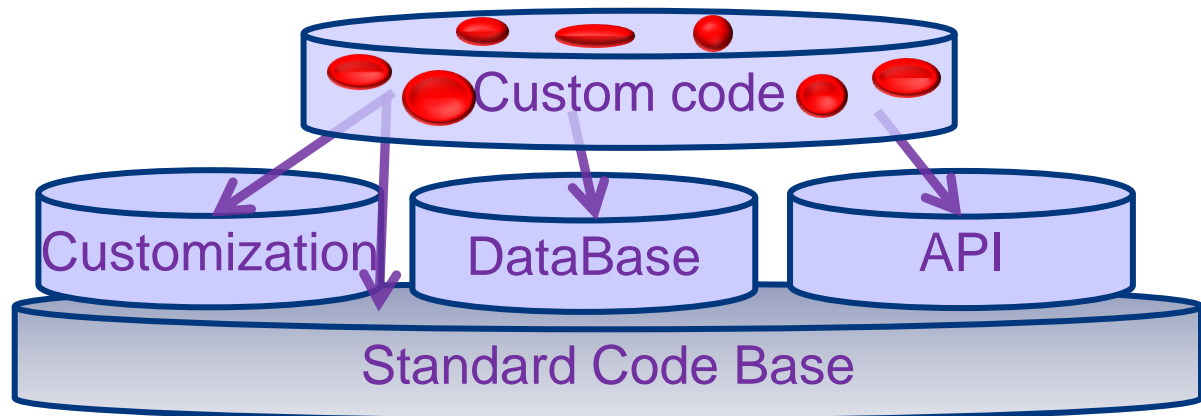 Custom code
Customization
DataBase
API
Standard Code Base